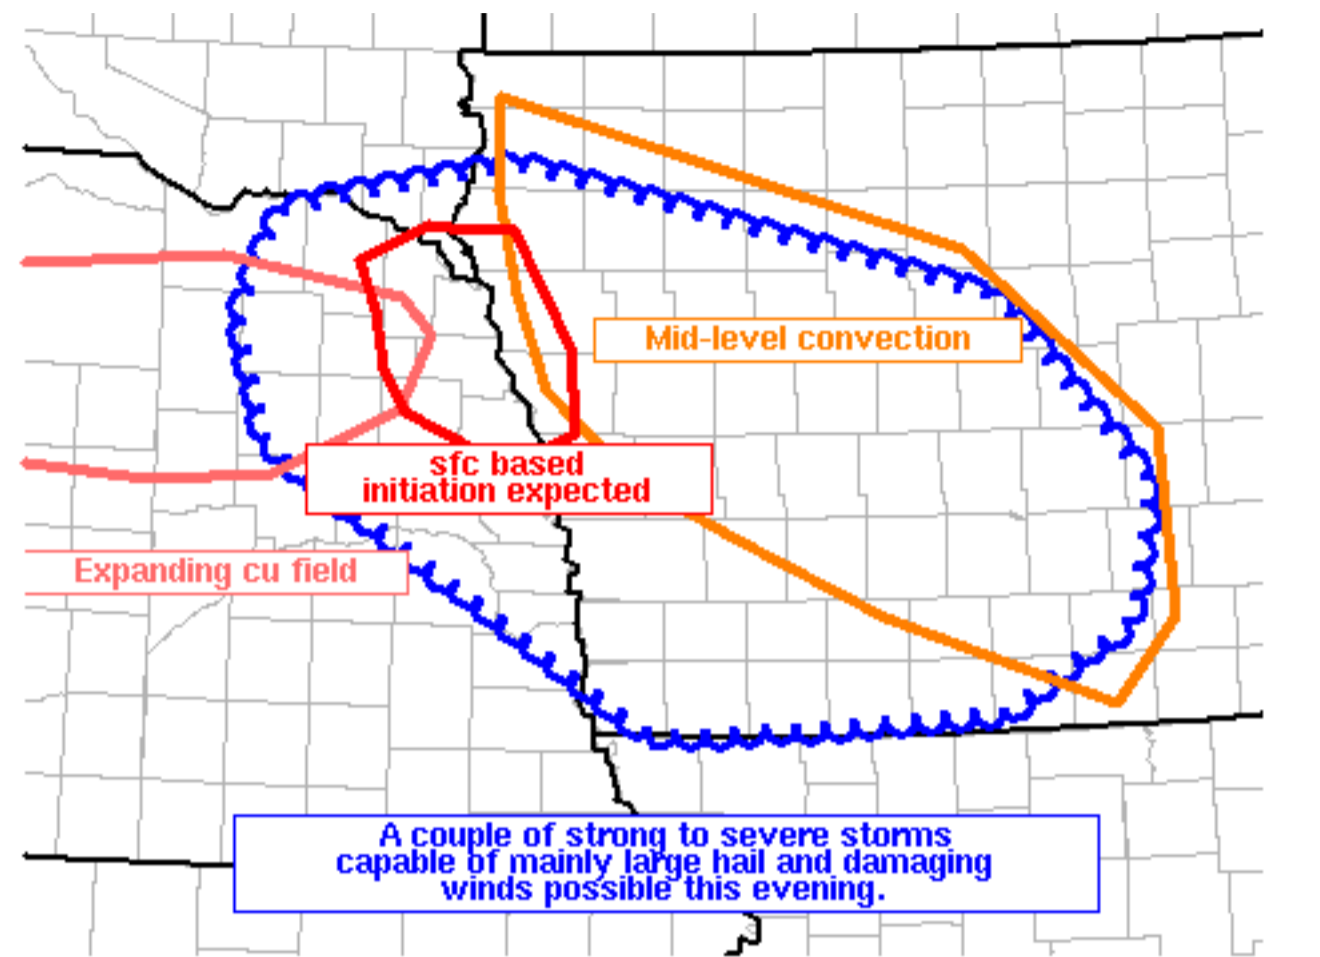 Mid-level convection
sfc based
initiation expected
Expanding cu field
A couple of strong to severe storms
capable of mainly large hail and damaging
winds possible this evening.